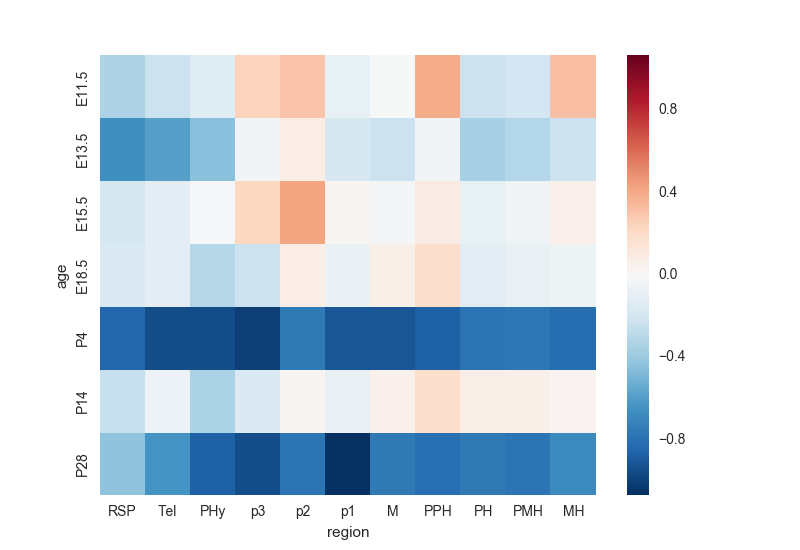 E11.5
E13.5
E15.5
E18.5
P4
P14
P28
age
RSP Tel PHy p3 p2 p1 M PPH PH PMH MH
region
0.8
0.4
0.0
−0.4
−0.8